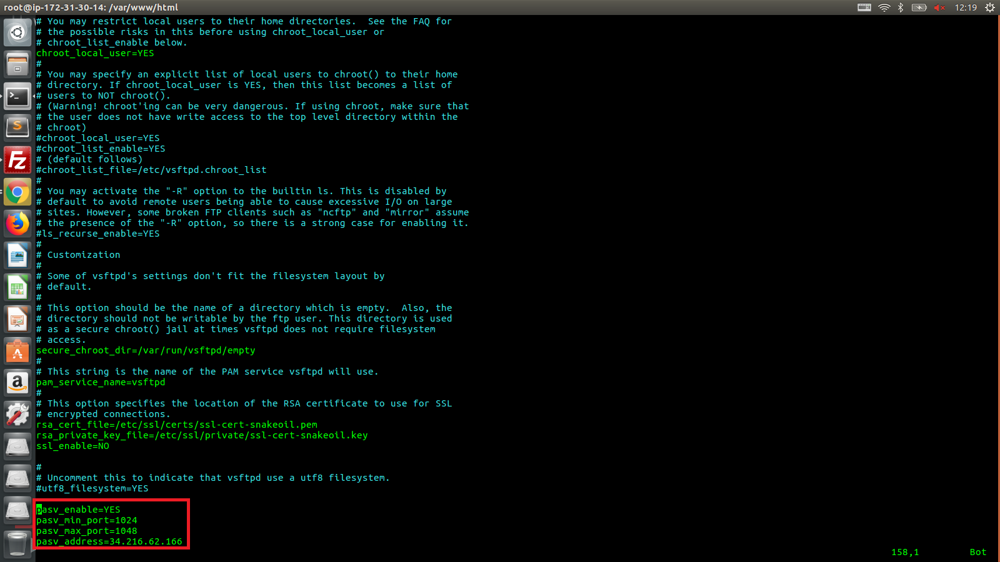 root@ip-172-31-30-14: /var/www/html
12:19
# You may restrict local users to their home directories.  See the FAQ for
# the possible risks in this before using chroot_local_user or
# chroot_list_enable below.
chroot_local_user=YES
#
# You may specify an explicit list of local users to chroot() to their home
# directory. If chroot_local_user is YES, then this list becomes a list of
# users to NOT chroot().
# (Warning! chroot'ing can be very dangerous. If using chroot, make sure that
# the user does not have write access to the top level directory within the
# chroot)
#chroot_local_user=YES
#chroot_list_enable=YES
# (default follows)
#chroot_list_file=/etc/vsftpd.chroot_list
#
# You may activate the "-R" option to the builtin ls. This is disabled by
# default to avoid remote users being able to cause excessive I/O on large
# sites. However, some broken FTP clients such as "ncftp" and "mirror" assume
# the presence of the "-R" option, so there is a strong case for enabling it.
#ls_recurse_enable=YES
#
# Customization
#
# Some of vsftpd's settings don't fit the filesystem layout by
# default.
#
# This option should be the name of a directory which is empty.  Also, the
# directory should not be writable by the ftp user. This directory is used
# as a secure chroot() jail at times vsftpd does not require filesystem
# access.
secure_chroot_dir=/var/run/vsftpd/empty
#
# This string is the name of the PAM service vsftpd will use.
pam_service_name=vsftpd
#
# This option specifies the location of the RSA certificate to use for SSL
# encrypted connections.
rsa_cert_file=/etc/ssl/certs/ssl-cert-snakeoil.pem
rsa_private_key_file=/etc/ssl/private/ssl-cert-snakeoil.key
ssl_enable=NO
#
# Uncomment this to indicate that vsftpd use a utf8 filesystem.
#utf8_filesystem=YES
pasv_enable=YES
pasv_min_port=1024
pasv_max_port=1048
pasv_address=34.216.62.166
158,1 Bot